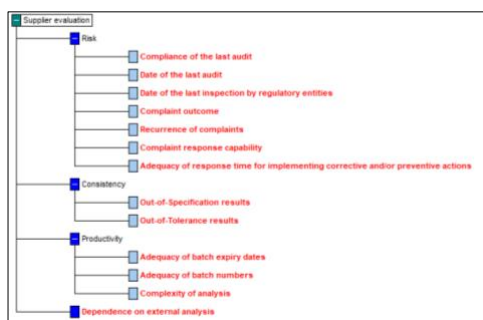 Supplier evaluation
Risk
Compliance of the last audit
Date of the last audit
Date of the last inspection by regulatory entities
Complaint outcome
Recurrence of complaints
Complaint response capability
Adequacy of response time for implementing corrective and/or preventive actions
Consistency
Out-of-Specification results
Out-of-Tolerance results
Productivity
Adequacy of batch expiry dates
Adequacy of batch numbers
Complexity of analysis
Dependence on external analysis